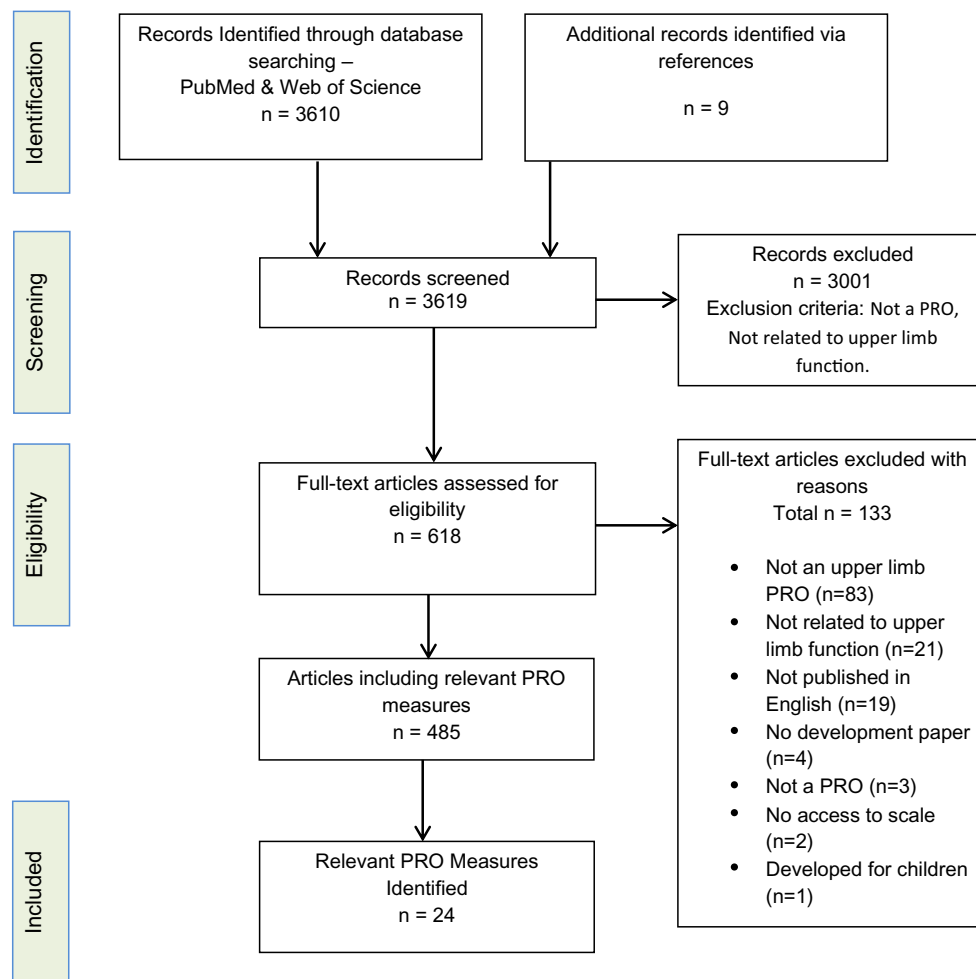 Identification
Records Identified through database
searching –
PubMed & Web of Science
n = 3610
Additional records identified via
references
n = 9
Screening
Records screened
n = 3619
Records excluded
n = 3001
Exclusion criteria: Not a PRO,
Not related to upper limb
function.
Eligibility
Full-text articles assessed for
eligibility
n = 618
Full-text articles excluded with
reasons
Total n = 133
• Not an upper limb
PRO (n=83)
• Not related to upper
limb function (n=21)
• Not published in
English (n=19)
• No development paper
(n=4)
• Not a PRO (n=3)
• No access to scale
(n=2)
• Developed for children
(n=1)
Articles including relevant PRO
measures
n = 485
Included
Relevant PRO Measures
Identified
n = 24